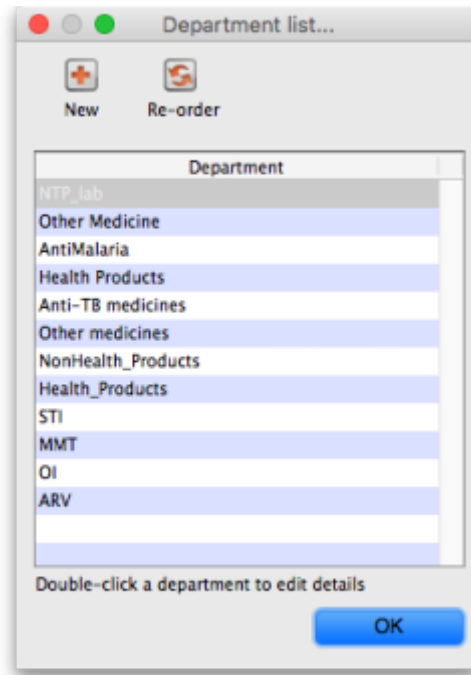 Department list...
New Re-order
Department
NTP_lab
Other Medicine
AntiMalaria
Health Products
Anti-TB medicines
Other medicines
NonHealth_Products
Health_Products
STI
MMT
OI
ARV
Double-click a department to edit details
OK